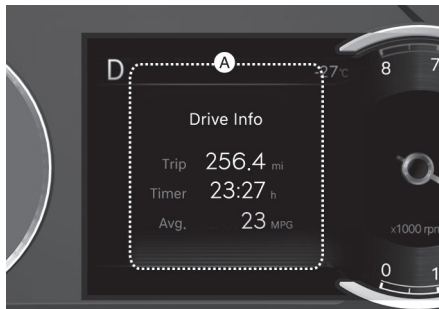 D
A
-27°C
Drive Info
Trip 256.4 mi
Timer 23:27 h
Avg. 23 MPG
8 7
x1000 rpm
0 1